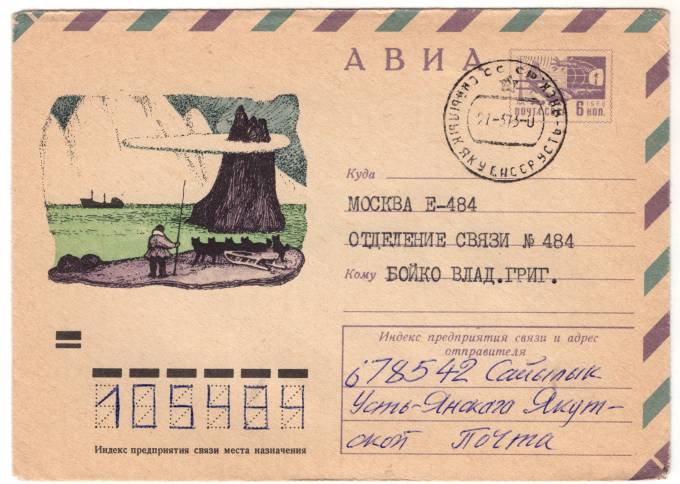 АВИА
ПОЧТА СССР 1966 6 КОП.
Куда
МОСКВА Е-484
ОТДЕЛЕНИЕ СВЯЗИ № 484
Кому БОЙКО ВЛАД.ГРИГ.
Индекс предприятия связи и адрес
отправителя
678542 Сайылык
Усть-Янского Якут-
ской Почта
105484
Индекс предприятия связи места назначения